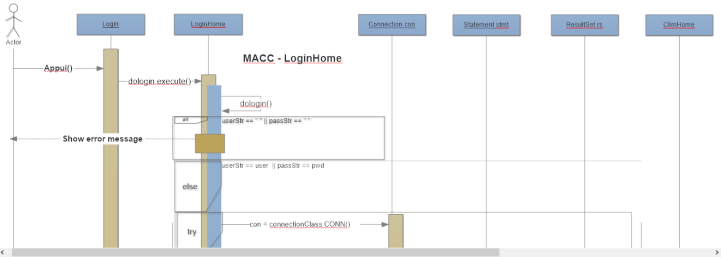 Actor
Login
LoginHome
Connection con
Statement stmt
ResultSet rs
ClimHome
MACC - LoginHome
Appui()
dologin.execute()
dologin()
alt
userStr == "" || passStr == ""
Show error message
userStr == user || passStr == pwd
else
try
con = connectionClass.CONN()